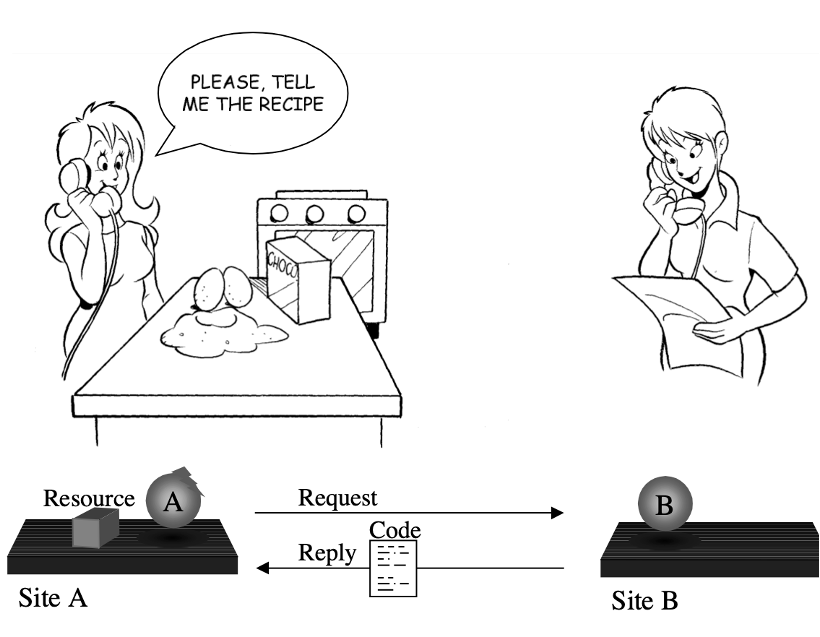 PLEASE, TELL
ME THE RECIPE
CHOCO
Resource
A
Request
B
Code
Reply
Site A
Site B